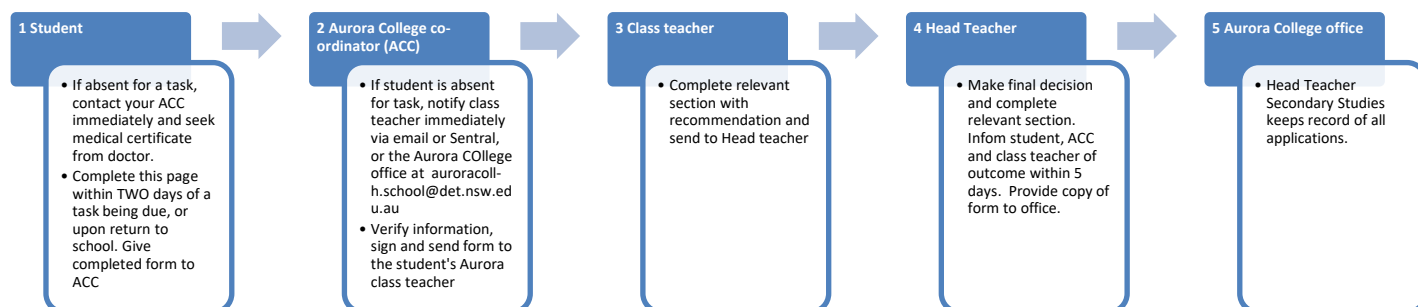 1 Student
• If absent for a task,
contact your ACC
immediately and seek
medical certificate
from doctor.
• Complete this page
within TWO days of a
task being due, or
upon return to
school. Give
completed form to
ACC
2 Aurora College co-
ordinator (ACC)
• If student is absent
for task, notify class
teacher immediately
via email or Sentral,
or the Aurora COllege
office at auroracoll-
h.school@det.nsw.ed
u.au
• Verify information,
sign and send form to
the student's Aurora
class teacher
3 Class teacher
• Complete relevant
section with
recommendation and
send to Head teacher
4 Head Teacher
• Make final decision
and complete
relevant section.
Infom student, ACC
and class teacher of
outcome within 5
days. Provide copy of
form to office.
5 Aurora College office
• Head Teacher
Secondary Studies
keeps record of all
applications.